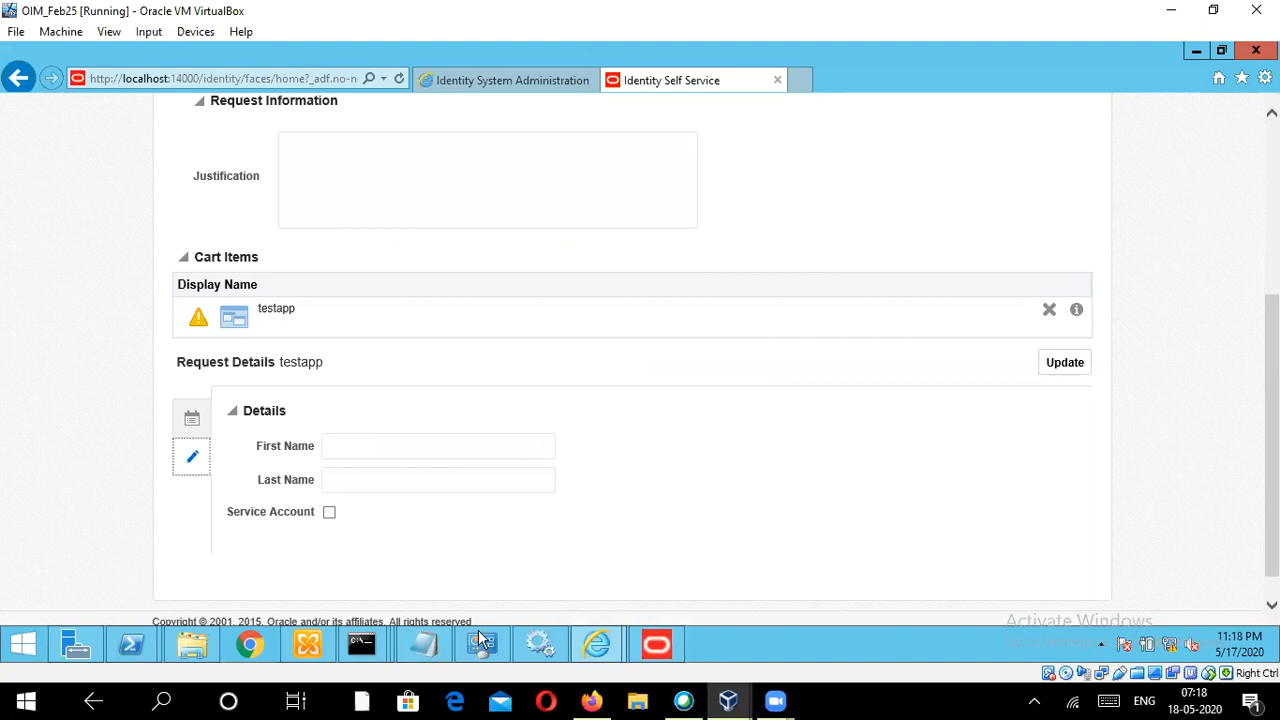 OIM_Feb25 [Running] - Oracle VM VirtualBox
File Machine View Input Devices Help
http://localhost:14000/identity/faces/home?_adf.no-n
Identity System Administration
Identity Self Service
Request Information
Justification
Cart Items
Display Name
testapp
Request Details testapp
Update
Details
First Name
Last Name
Service Account
Copyright © 2001, 2015, Oracle and/or its affiliates. All rights reserved
Activate Windows
11:18 PM
5/17/2020
Right Ctrl
ENG
07:18
18-05-2020